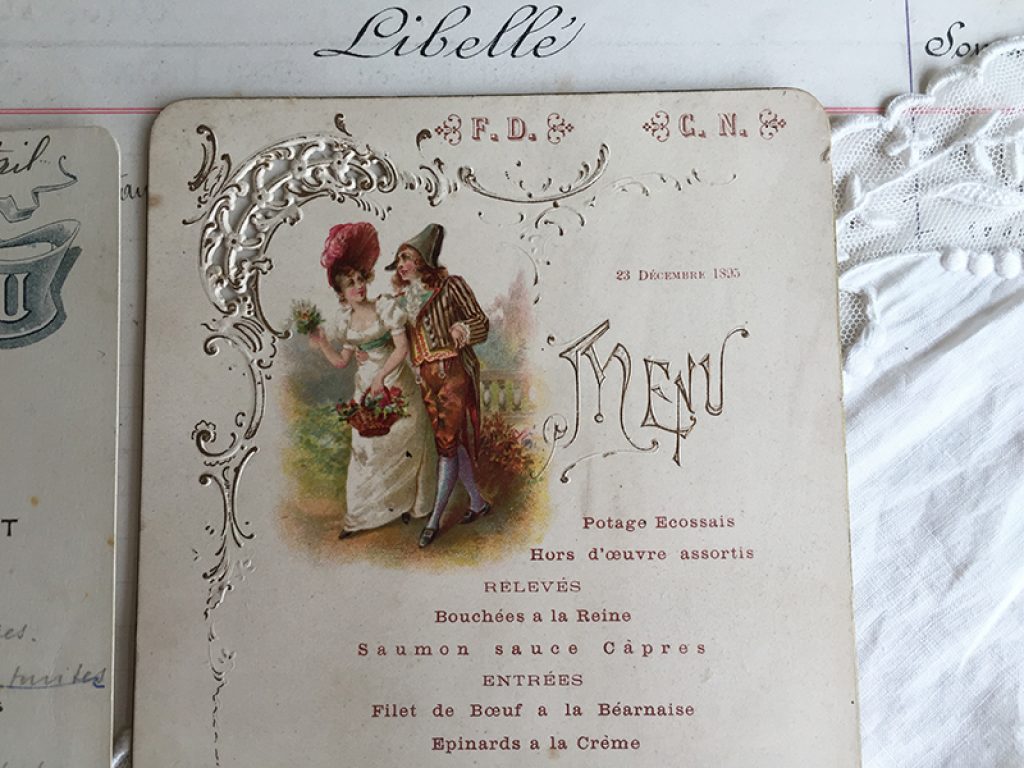 Libellé
F. D. C. N.
23 Décembre 1895
Menu
Potage Ecossais
Hors d'œuvre assortis
RELEVÉS
Bouchées a la Reine
Saumon sauce Câpres
ENTRÉES
Filet de Bœuf a la Béarnaise
Epinards a la Crème
U
T